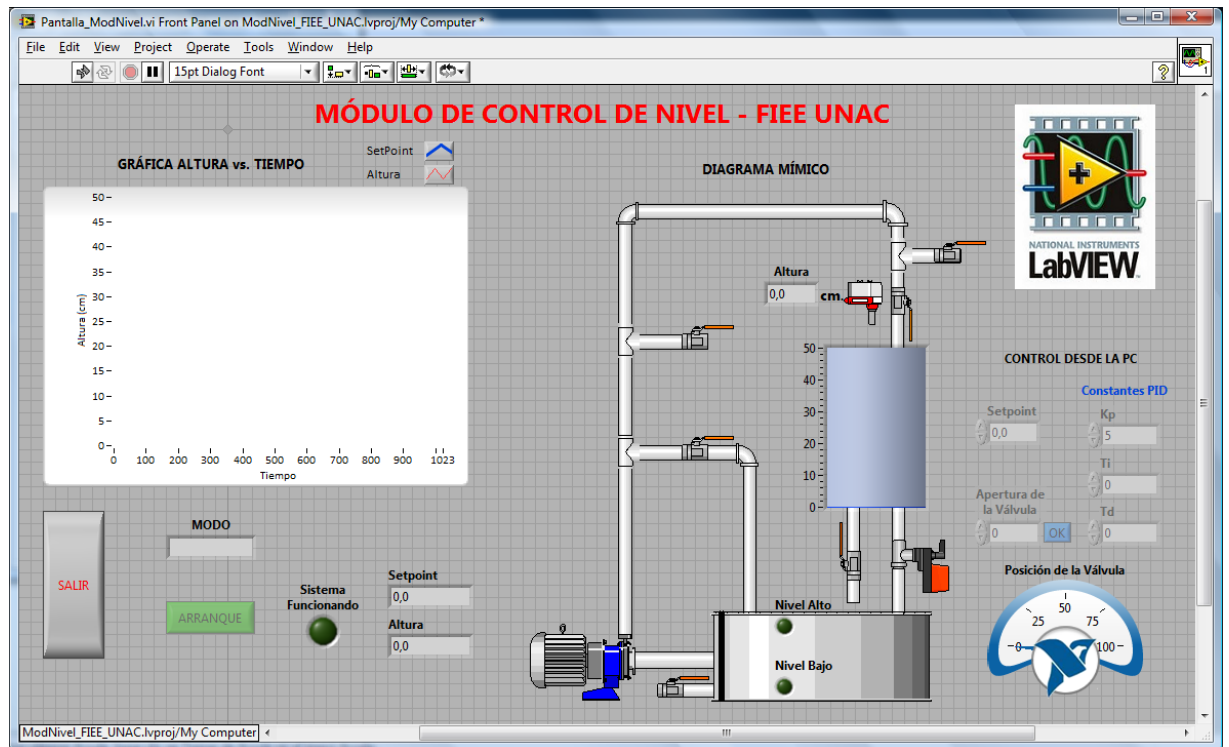 Pantalla_ModNivel.vi Front Panel on ModNivel_FIEE_UNAC.lvproj/My Computer *
File Edit View Project Operate Tools Window Help
15pt Dialog Font
1
MÓDULO DE CONTROL DE NIVEL - FIEE UNAC
GRÁFICA ALTURA vs. TIEMPO
SetPoint
Altura
50
45
40
35
30
25
20
15
10
5
0
Altura (cm)
0 100 200 300 400 500 600 700 800 900 1023
Tiempo
SALIR
MODO
ARRANQUE
Sistema
Funcionando
Setpoint
0,0
Altura
0,0
DIAGRAMA MÍMICO
Altura
0,0 cm.
50
40
30
20
10
0
Nivel Alto
Nivel Bajo
NATIONAL INSTRUMENTS
LabVIEW
CONTROL DESDE LA PC
Constantes PID
Setpoint
0,0
Kp
5
Ti
0
Apertura de
la Válvula
0 OK
Td
0
Posición de la Válvula
0 25 50 75 100
ModNivel_FIEE_UNAC.lvproj/My Computer